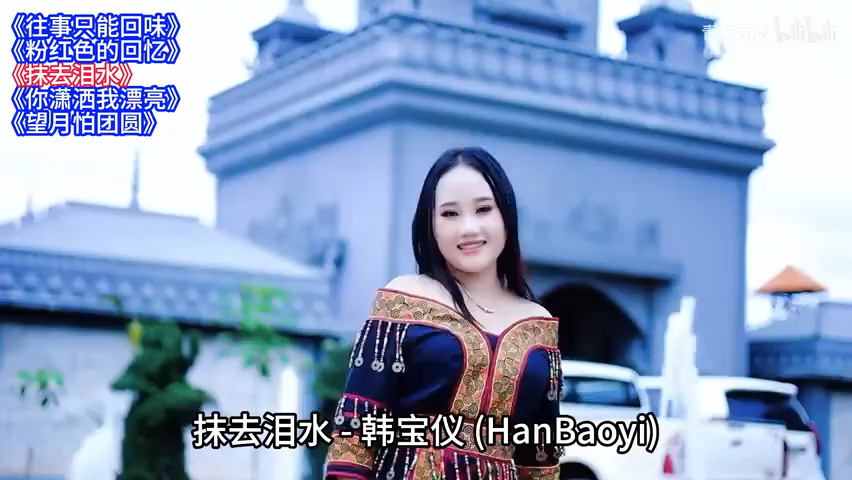 《往事只能回味》
《粉红色的回忆》
《抹去泪水》
《你潇洒我漂亮》
《望月怕团圆》
bilibili
抹去泪水 - 韩宝仪 (HanBaoyi)